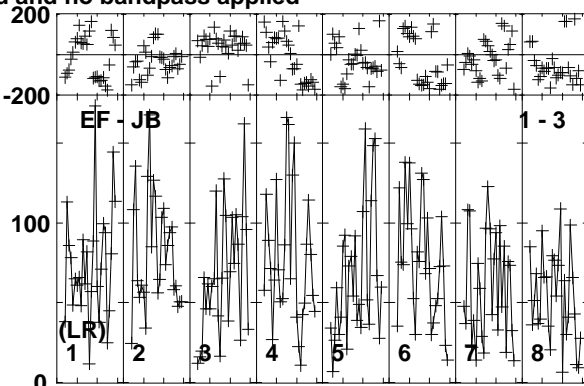 d and no bandpass applied
200
-200
EF - JB
1 - 3
100
(LR)
1 2 3 4 5 6 7 8
0